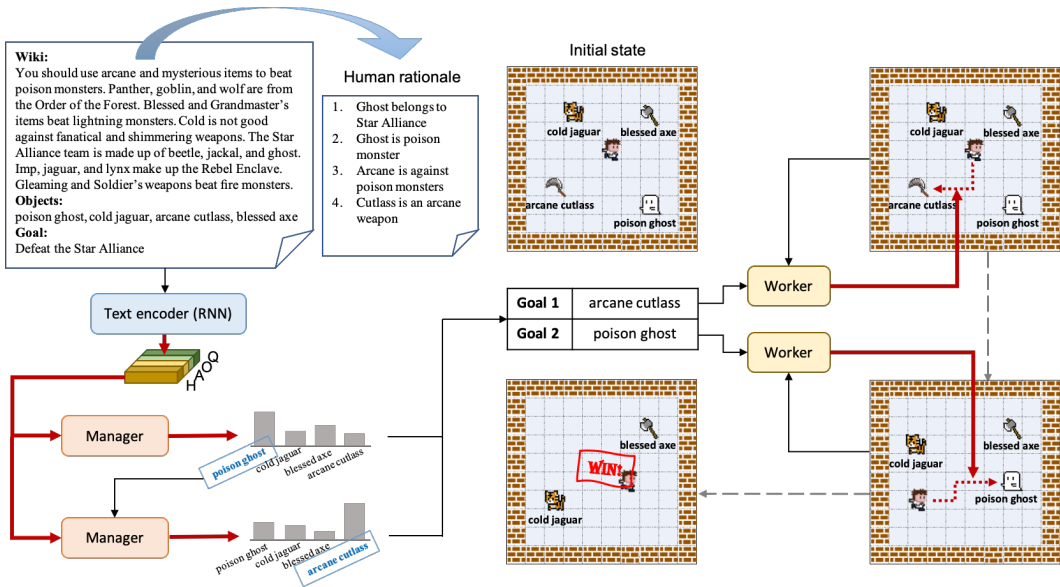 Wiki:
You should use arcane and mysterious items to beat
poison monsters. Panther, goblin, and wolf are from
the Order of the Forest. Blessed and Grandmaster's
items beat lightning monsters. Cold is not good
against fanatical and shimmering weapons. The Star
Alliance team is made up of beetle, jackal, and ghost.
Imp, jaguar, and lynx make up the Rebel Enclave.
Gleaming and Soldier's weapons beat fire monsters.
Objects:
poison ghost, cold jaguar, arcane cutlass, blessed axe
Goal:
Defeat the Star Alliance
Human rationale
1. Ghost belongs to
Star Alliance
2. Ghost is poison
monster
3. Arcane is against
poison monsters
4. Cutlass is an arcane
weapon
Initial state
cold jaguar
blessed axe
arcane cutlass
poison ghost
cold jaguar
blessed axe
arcane cutlass
poison ghost
Text encoder (RNN)
H A O Q
Manager
poison ghost
cold jaguar
blessed axe
arcane cutlass
Manager
poison ghost
cold jaguar
blessed axe
arcane cutlass
Goal 1 arcane cutlass
Goal 2 poison ghost
Worker
Worker
blessed axe
WIN!
cold jaguar
cold jaguar
blessed axe
poison ghost